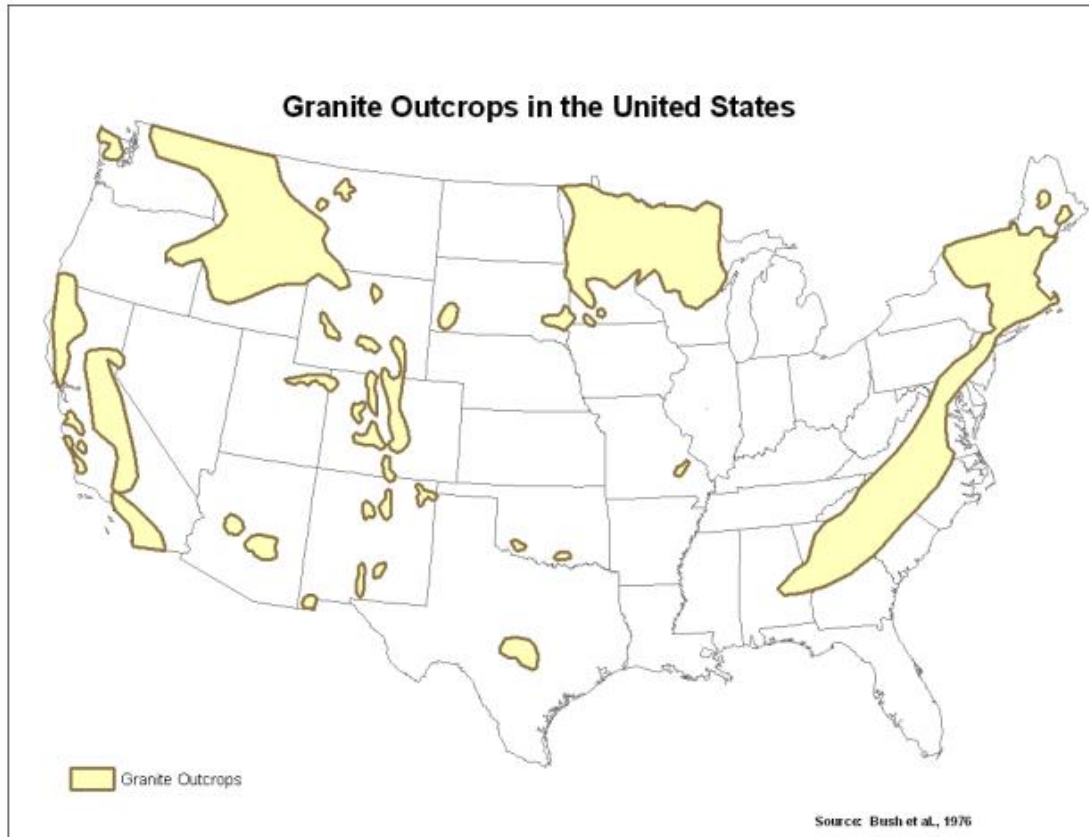 Granite Outcrops in the United States
Granite Outcrops
Source: Bush et al., 1976